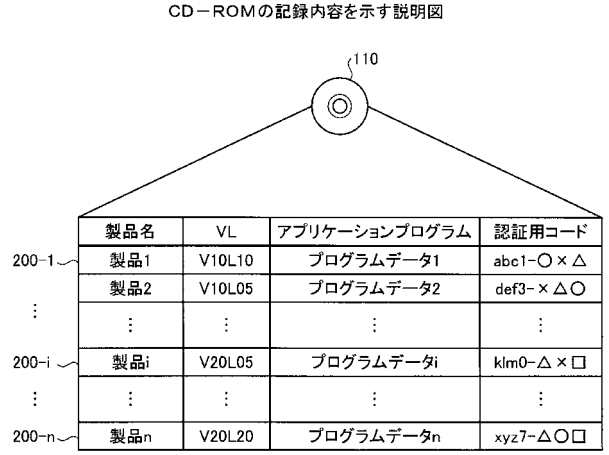 CD－ROMの記録内容を示す説明図
110
製品名 VL アプリケーションプログラム 認証用コード
200-1 製品1 V10L10 プログラムデータ1 abc1-○×△
製品2 V10L05 プログラムデータ2 def3-×△○
⋮ ⋮ ⋮ ⋮ ⋮
200-i 製品i V20L05 プログラムデータi klm0-△×□
⋮ ⋮ ⋮ ⋮ ⋮
200-n 製品n V20L20 プログラムデータn xyz7-△○□